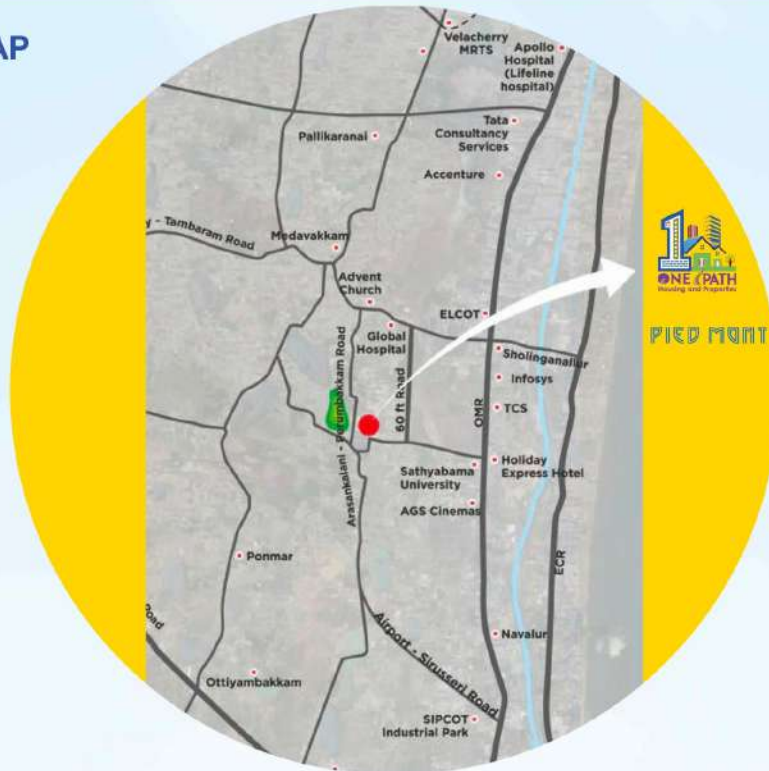 AP
Velacherry
MRTS
Apollo
Hospital
(Lifeline
hospital)
Tata
Consultancy
Services
Pallikaranai
Accenture
- Tambaram Road
Medavakkam
Advent
Church
ELCOT
Global
Hospital
Sholinganallur
ONE PATH
Housing and Properties
PIED MONT
Infosys
Arasankalani - Perumbakkam Road
60 ft Road
OMR
TCS
Sathyabama
University
Holiday
Express Hotel
AGS Cinemas
ECR
Ponmar
Road
Airport - Sirusseri Road
Navalur
Ottiyambakkam
SIPCOT
Industrial Park